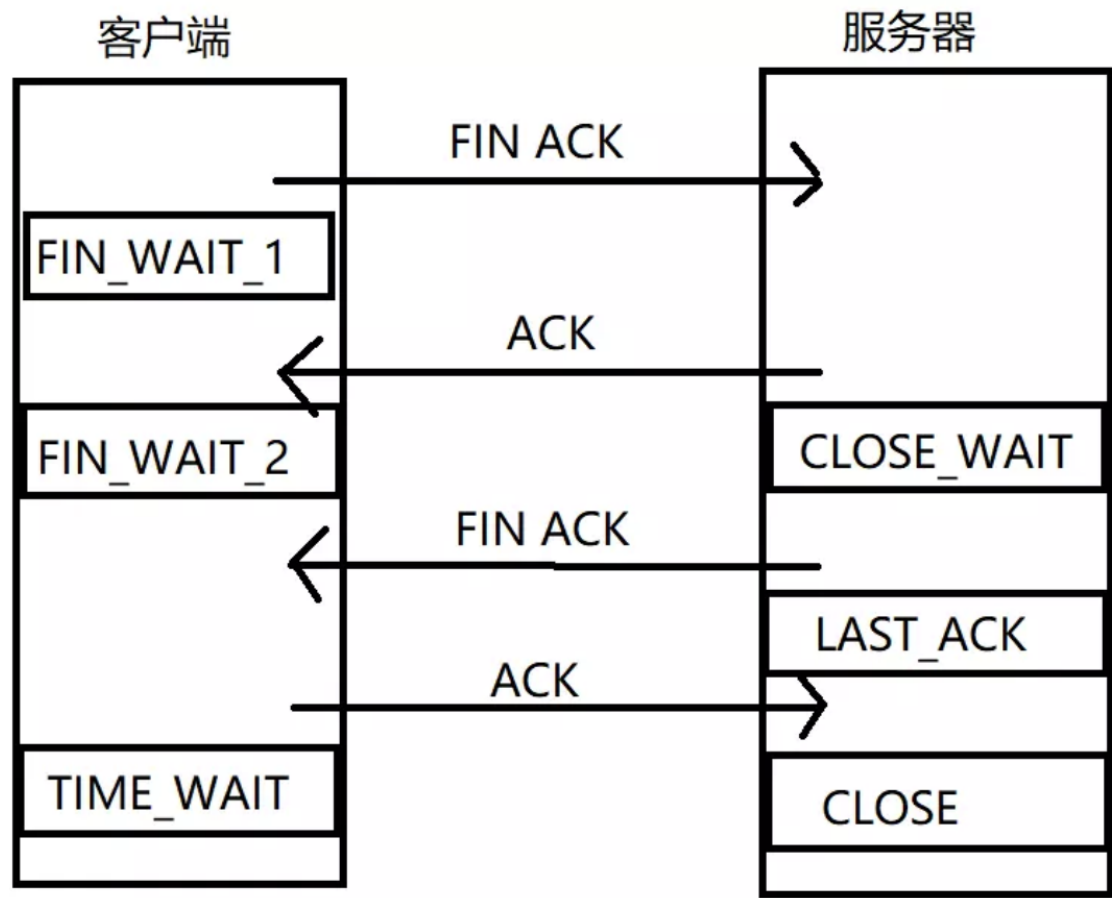 客户端
服务器
FIN ACK
FIN_WAIT_1
ACK
FIN_WAIT_2
CLOSE_WAIT
FIN ACK
LAST_ACK
ACK
TIME_WAIT
CLOSE